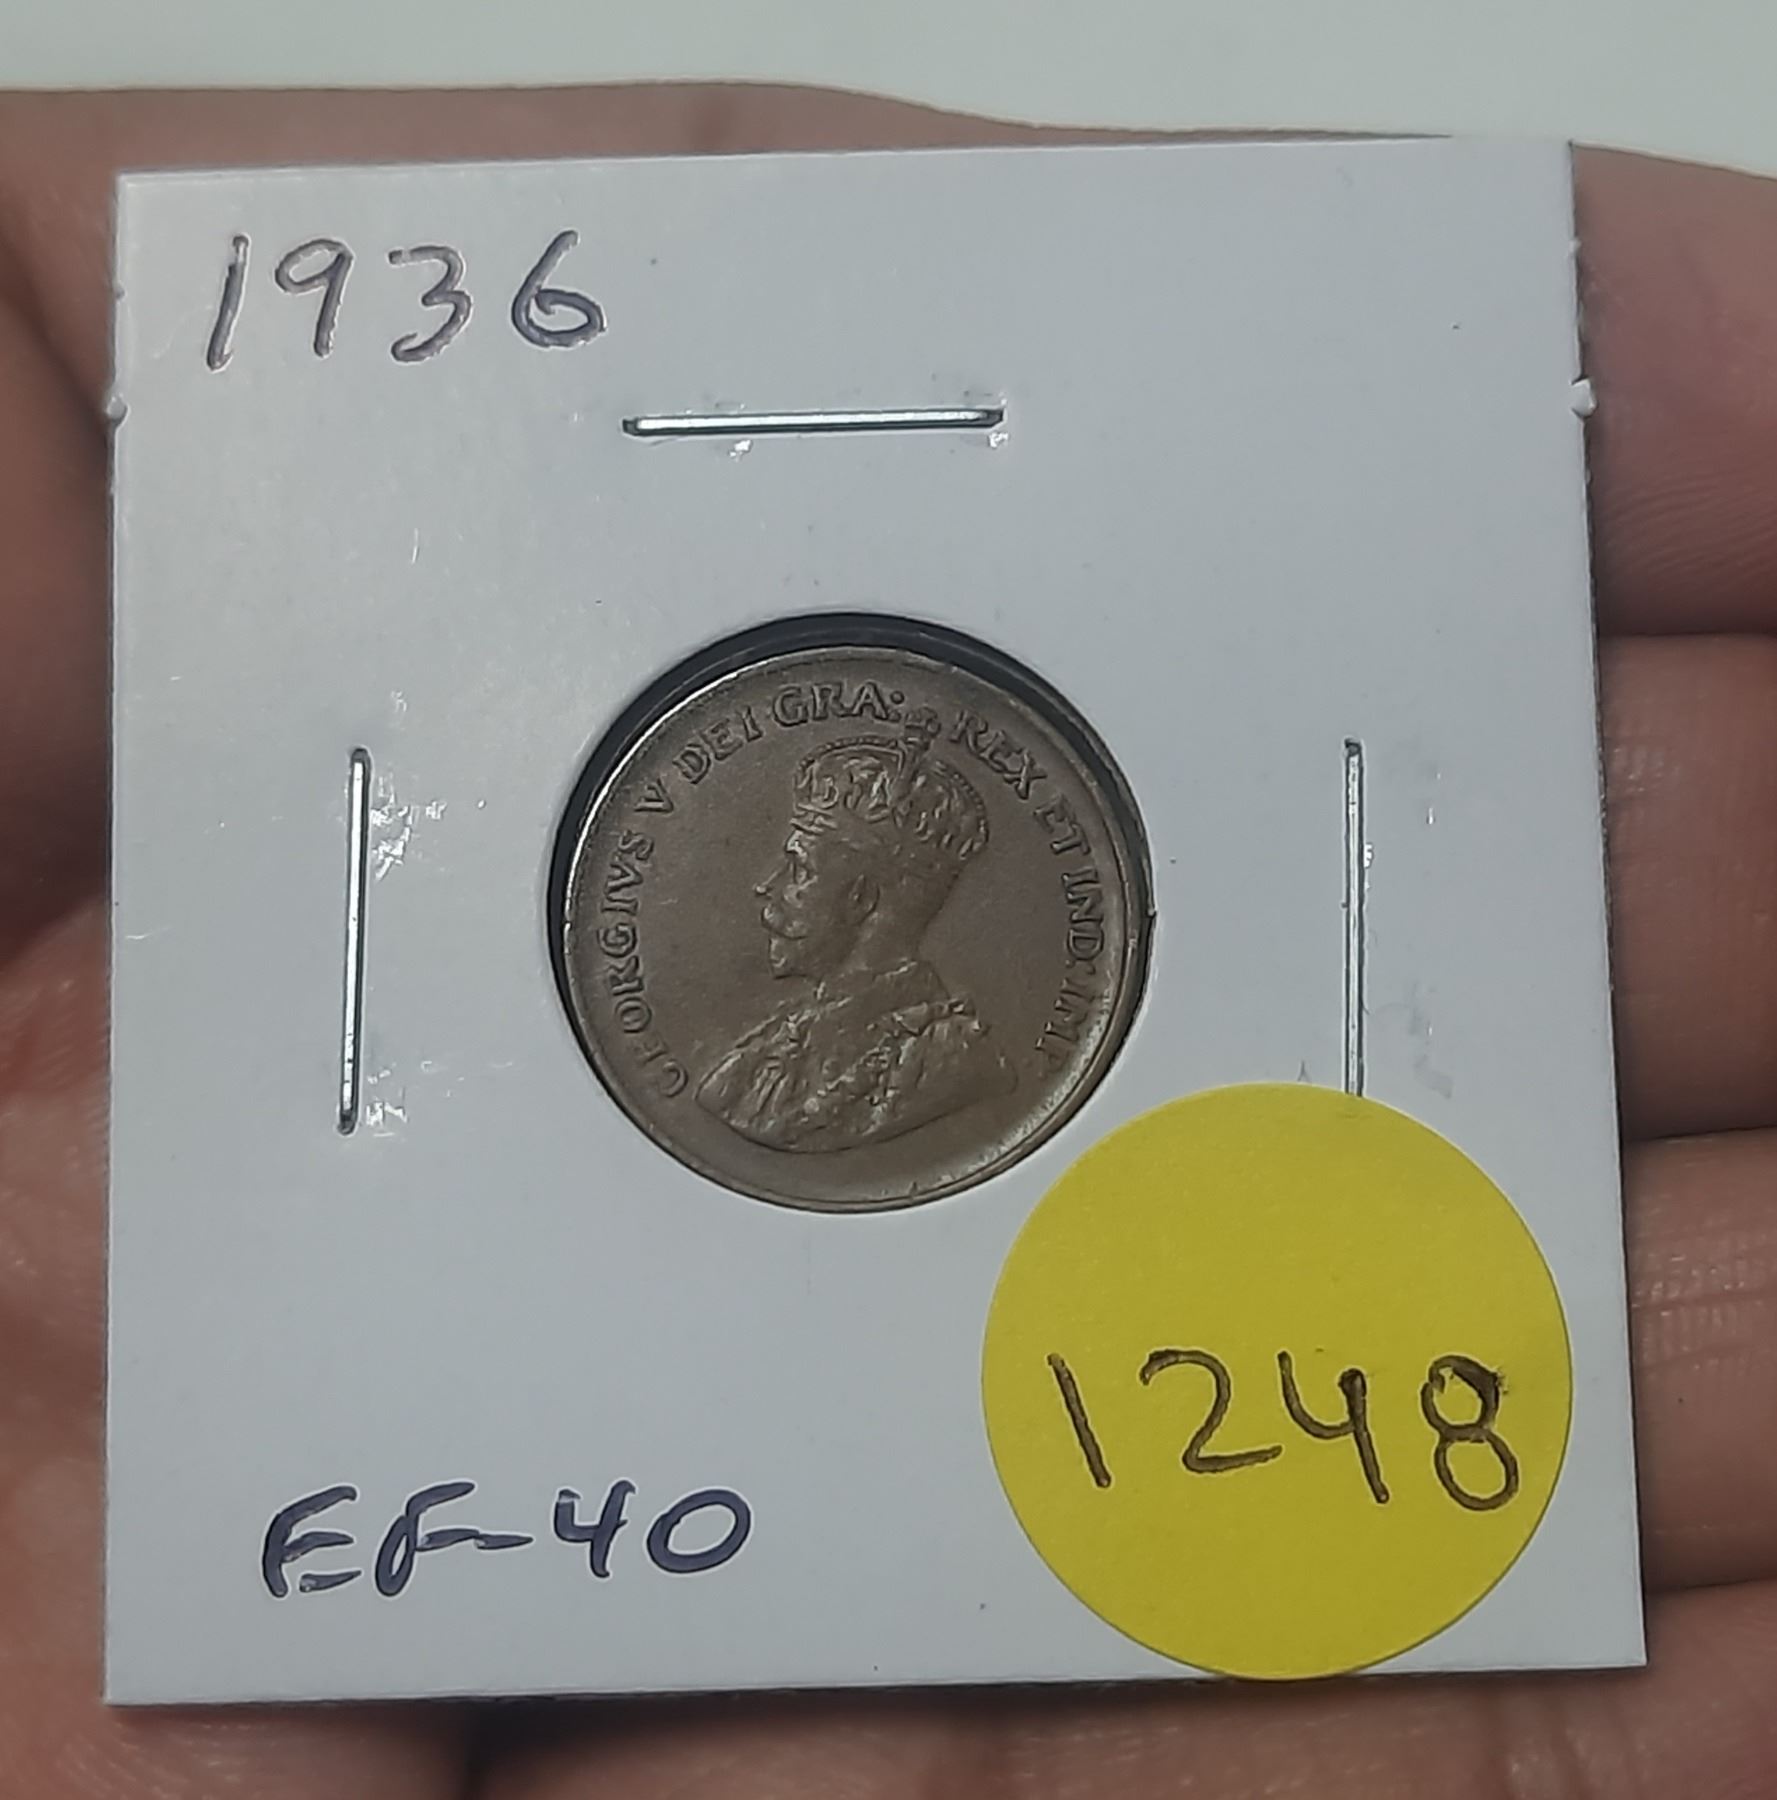 1936
GEORGIVS V DEI GRA: REX ET IND: IMP:
EF-40
1248